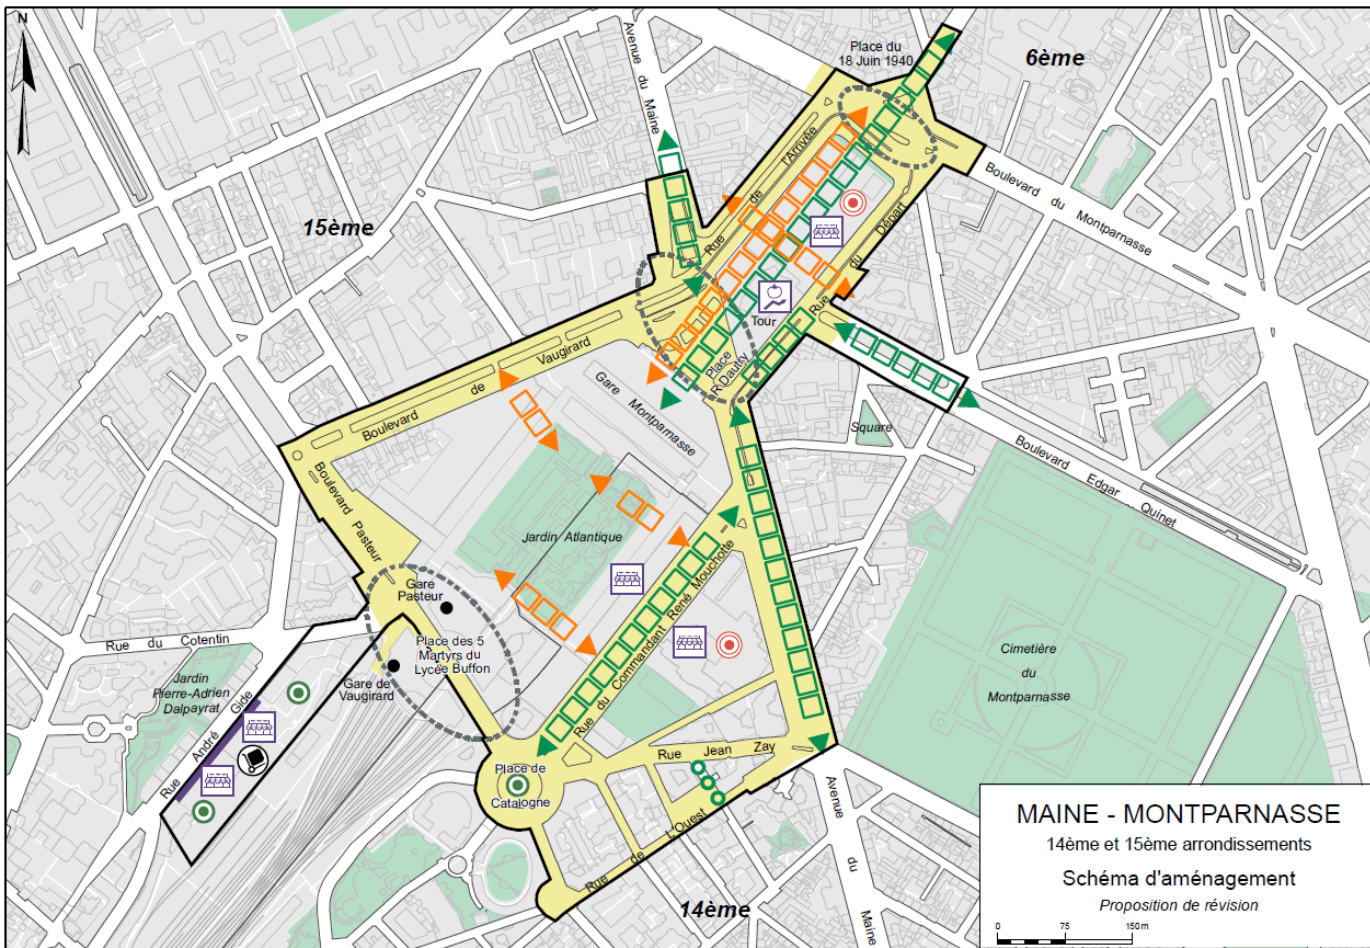 N
Avenue du Maine
Place du
18 Juin 1940
6ème
15ème
Rue de l'Arrivée
Boulevard du Montparnasse
Rue du Départ
Tour
Place
R Dautry
Boulevard de Vaugirard
Gare Montparnasse
Square
Boulevard Edgar Quinet
Boulevard Pasteur
Jardin Atlantique
Gare
Pasteur
Rue du Cotentin
Place des 5
Martyrs du
Lycée Buffon
Gare de
Vaugirard
Jardin
Pierre-Adrien
Dalpayrat
Rue André Gide
Rue du Commandant René Mouchotte
Cimetière
du
Montparnasse
Rue Jean Zay
Place de
Catalogne
Rue de L'Ouest
Avenue du Maine
14ème
MAINE - MONTPARNASSE
14ème et 15ème arrondissements
Schéma d'aménagement
Proposition de révision
0 75 150 m